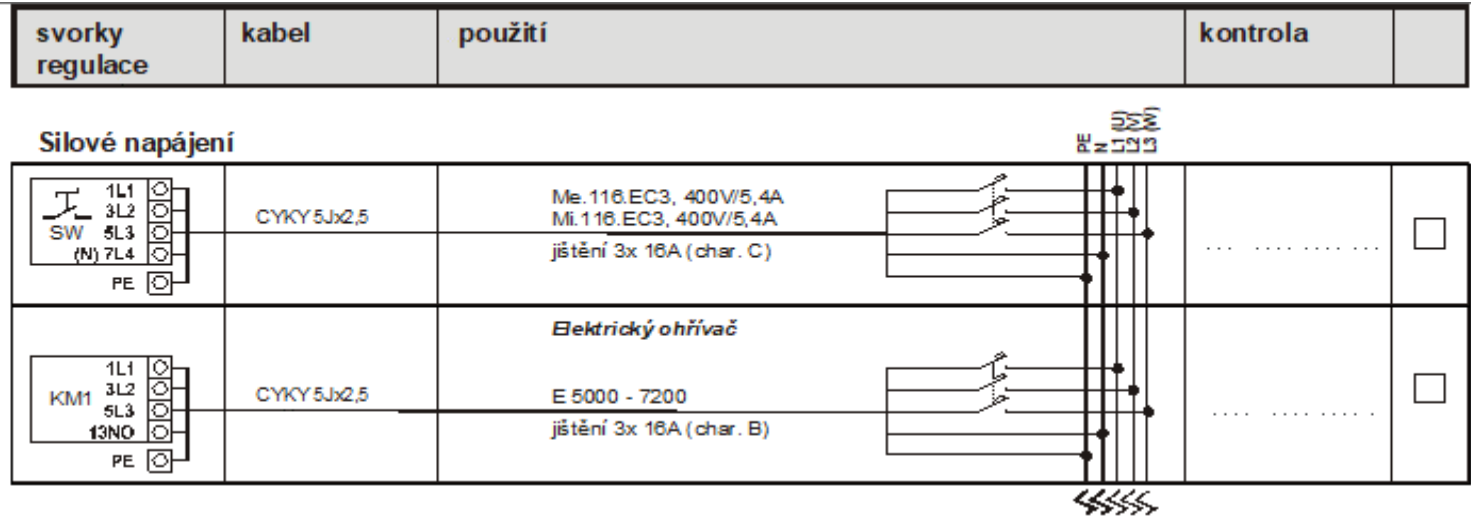 svorky
regulace
kabel
použití
kontrola
Silové napájení
PE
N
L1 (U)
L2 (V)
L3 (W)
1L1
3L2
SW 5L3
(N) 7L4
PE
CYKY 5Jx2,5
Me.116.EC3, 400V/5,4A
Mi.116.EC3, 400V/5,4A
jištění 3x 16A (char. C)
... .... .... ...
Elektrický ohřívač
1L1
KM1 3L2
5L3
13NO
PE
CYKY 5Jx2,5
E 5000 - 7200
jištění 3x 16A (char. B)
.... .... . . . . .